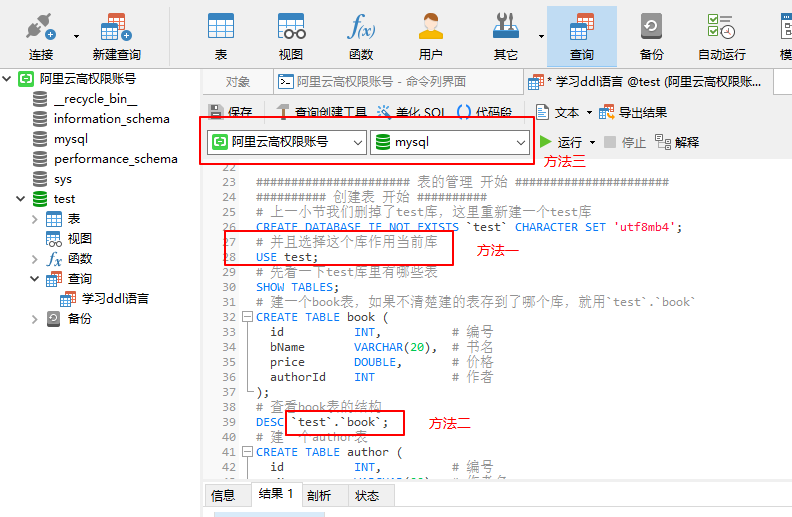 连接
新建查询
表
视图
函数
用户
其它
查询
备份
自动运行
阿里云高权限账号
__recycle_bin__
information_schema
mysql
performance_schema
sys
test
表
视图
函数
查询
学习ddl语言
备份
对象
阿里云高权限账号 - 命令列界面
* 学习ddl语言 @test (阿里云高权限账...
保存
查询创建工具
美化 SQL
代码段
文本
导出结果
阿里云高权限账号
mysql
运行
停止
解释
方法三
22
23 ###################### 表的管理 开始 ######################
24 ########## 创建表 开始 ##########
25 # 上一小节我们删掉了test库，这里重新建一个test库
26 CREATE DATABASE IF NOT EXISTS `test` CHARACTER SET 'utf8mb4';
27 # 并且选择这个库作用当前库
28 USE test;
方法一
29 # 先看一下test库里有哪些表
30 SHOW TABLES;
31 # 建一个book表，如果不清楚建的表存到了哪个库，就用`test`.`book`
32 CREATE TABLE book (
33 id INT, # 编号
34 bName VARCHAR(20), # 书名
35 price DOUBLE, # 价格
36 authorId INT # 作者
37 );
38 # 查看book表的结构
39 DESC `test`.`book`;
方法二
40 # 建一个author表
41 CREATE TABLE author (
42 id INT, # 编号
信息
结果 1
剖析
状态